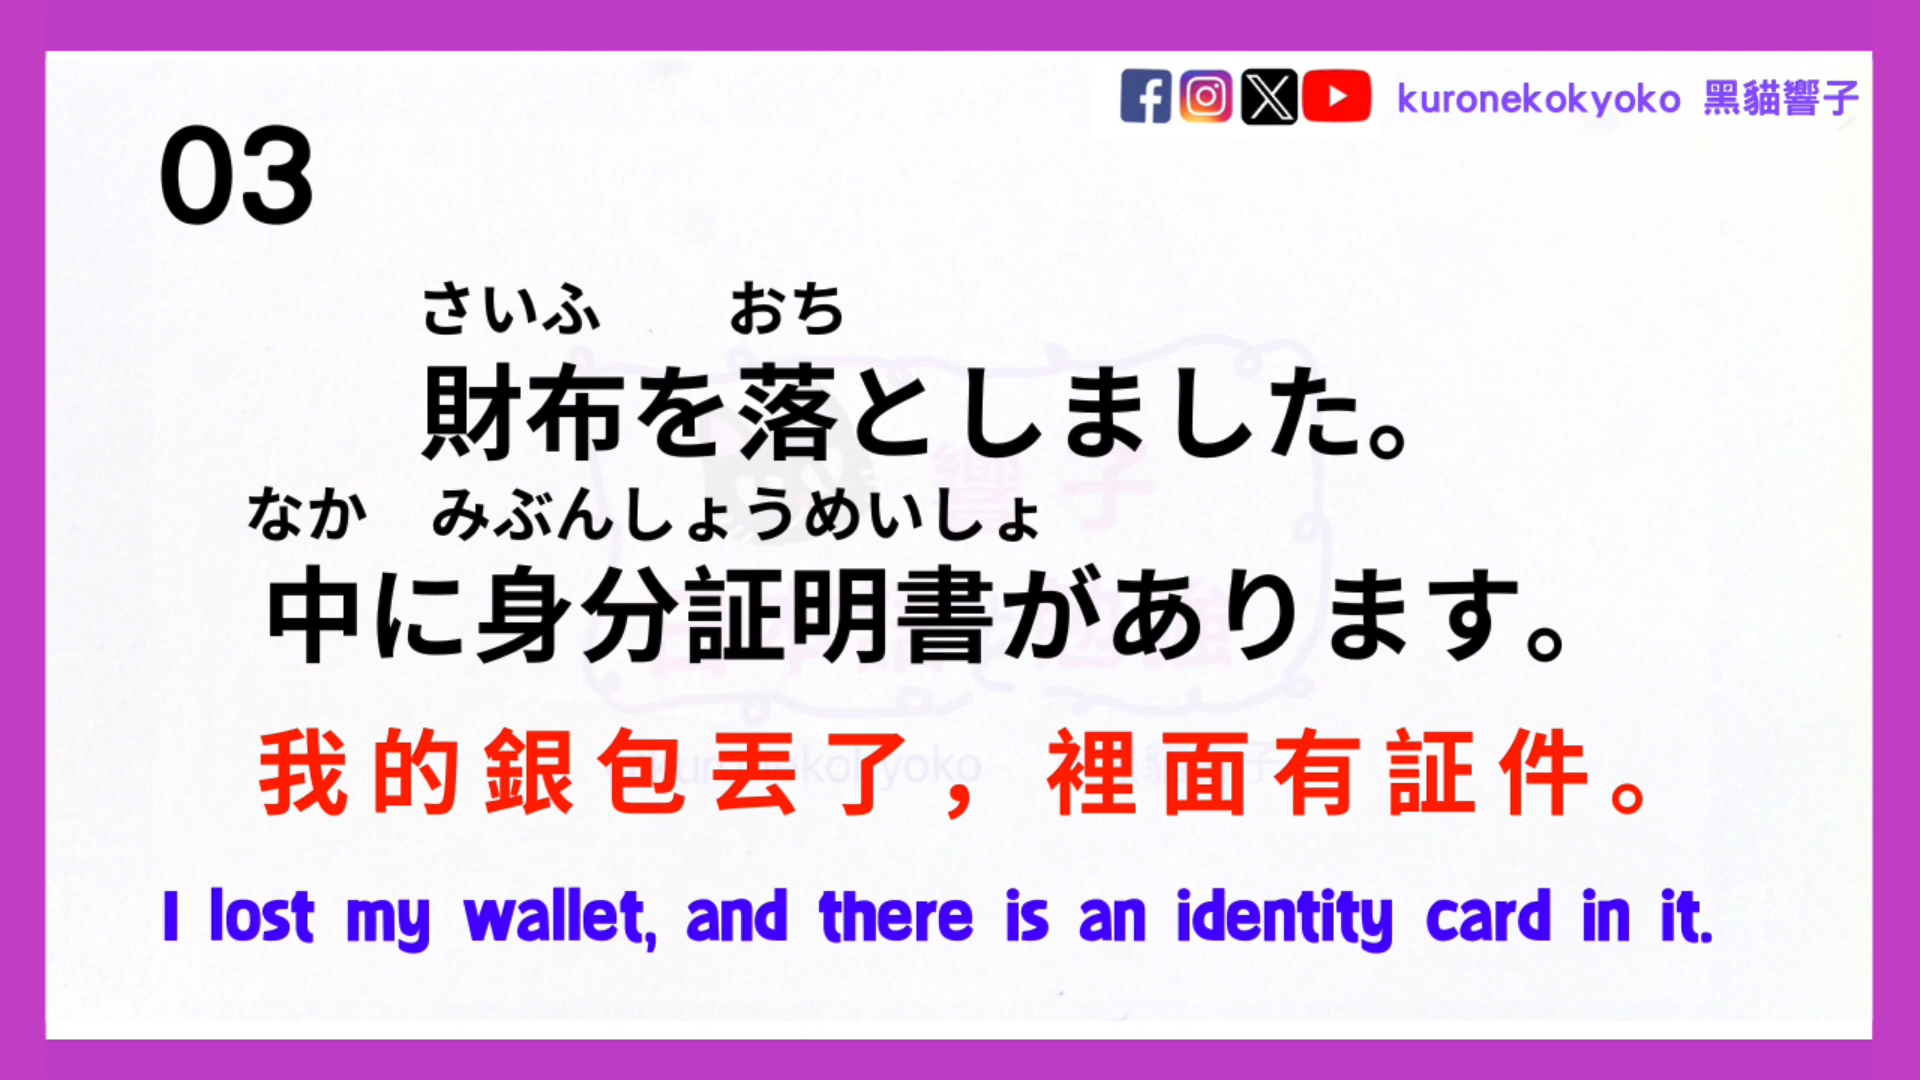 kuronekokyoko 黑貓響子
03
さいふ おち
財布を落としました。
なか みぶんしょうめいしょ
中に身分証明書があります。
我的銀包丟了，裡面有証件。
I lost my wallet, and there is an identity card in it.